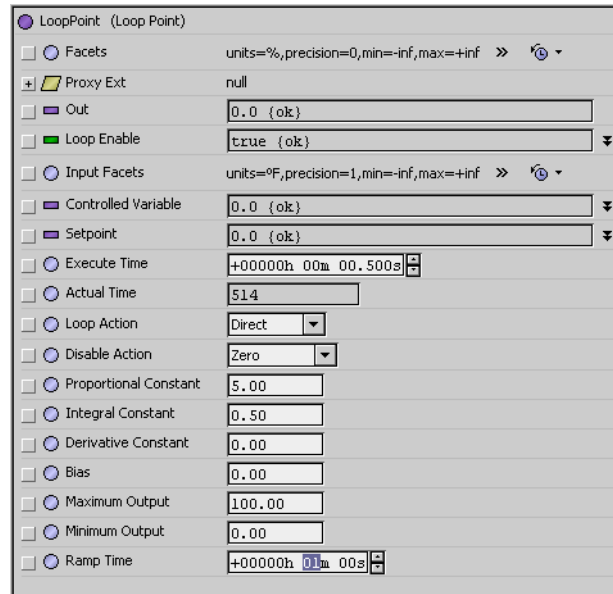 LoopPoint (Loop Point)
Facets units=%,precision=0,min=-inf,max=+inf »
Proxy Ext null
Out 0.0 {ok}
Loop Enable true {ok}
Input Facets units=ºF,precision=1,min=-inf,max=+inf »
Controlled Variable 0.0 {ok}
Setpoint 0.0 {ok}
Execute Time +00000h 00m 00.500s
Actual Time 514
Loop Action Direct
Disable Action Zero
Proportional Constant 5.00
Integral Constant 0.50
Derivative Constant 0.00
Bias 0.00
Maximum Output 100.00
Minimum Output 0.00
Ramp Time +00000h 01m 00s